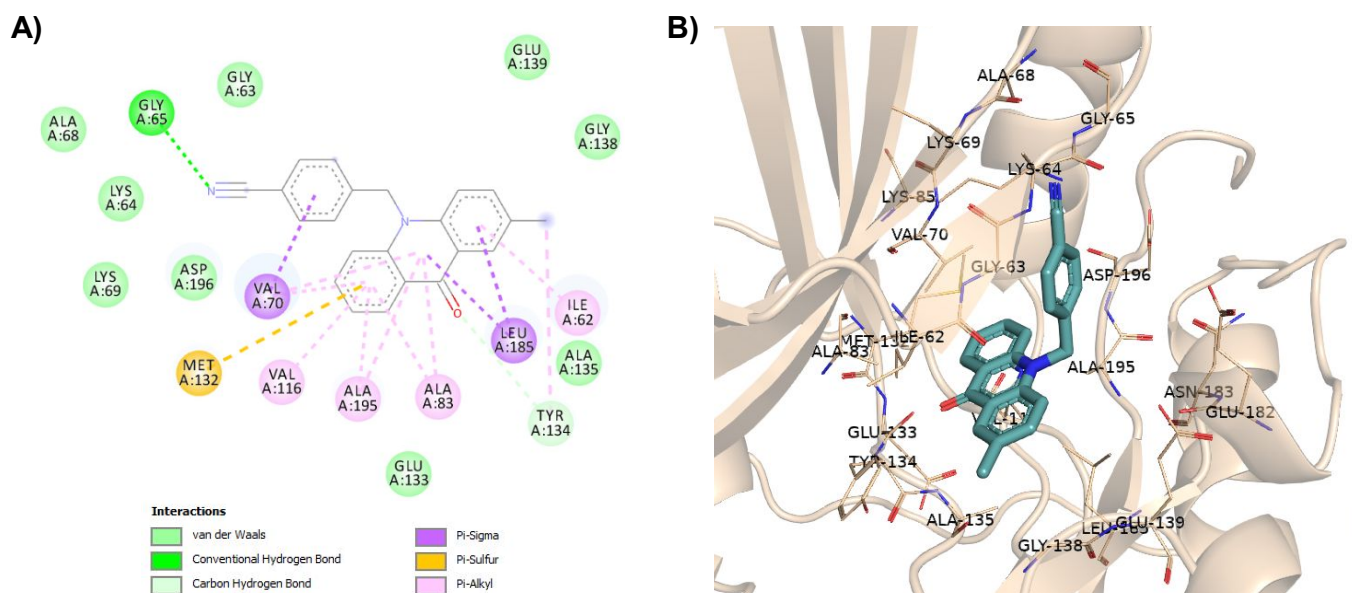 A)
GLU
A:139
GLY
A:63
GLY
A:65
ALA
A:68
GLY
A:138
LYS
A:64
N
LYS
A:69
ASP
A:196
VAL
A:70
N
O
ILE
A:62
LEU
A:185
ALA
A:135
MET
A:132
VAL
A:116
ALA
A:195
ALA
A:83
TYR
A:134
GLU
A:133
Interactions
van der Waals
Conventional Hydrogen Bond
Carbon Hydrogen Bond
Pi-Sigma
Pi-Sulfur
Pi-Alkyl
B)
ALA-68
GLY-65
LYS-69
LYS-64
LYS-85
VAL-70
GLY-63
ASP-196
ILE-62
ALA-83
ALA-195
ASN-183
GLU-182
GLU-133
TYR-134
ALA-135
GLU-139
GLY-138